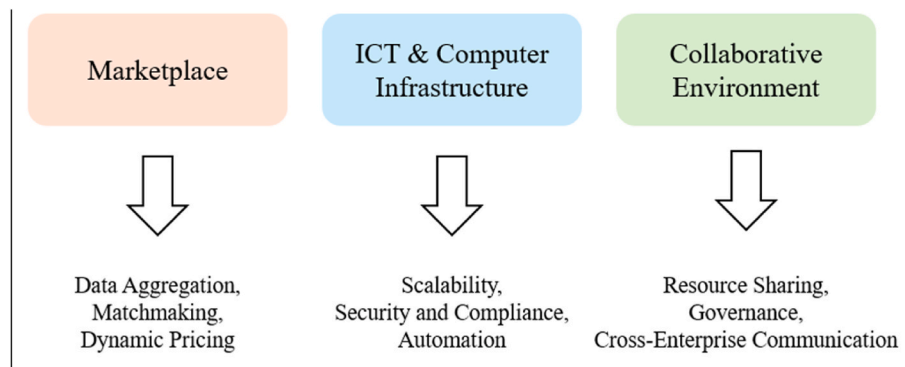 Marketplace
ICT & Computer
Infrastructure
Collaborative
Environment
Data Aggregation,
Matchmaking,
Dynamic Pricing
Scalability,
Security and Compliance,
Automation
Resource Sharing,
Governance,
Cross-Enterprise Communication